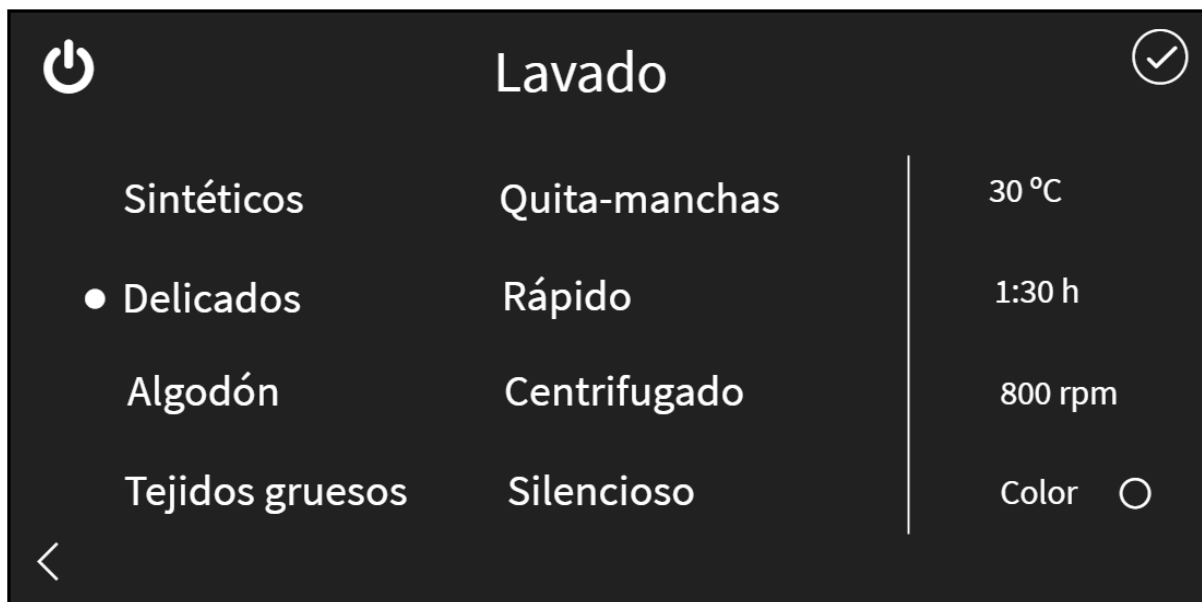 Lavado
Sintéticos
Delicados
Algodón
Tejidos gruesos
Quita-manchas
Rápido
Centrifugado
Silencioso
30 ºC
1:30 h
800 rpm
Color